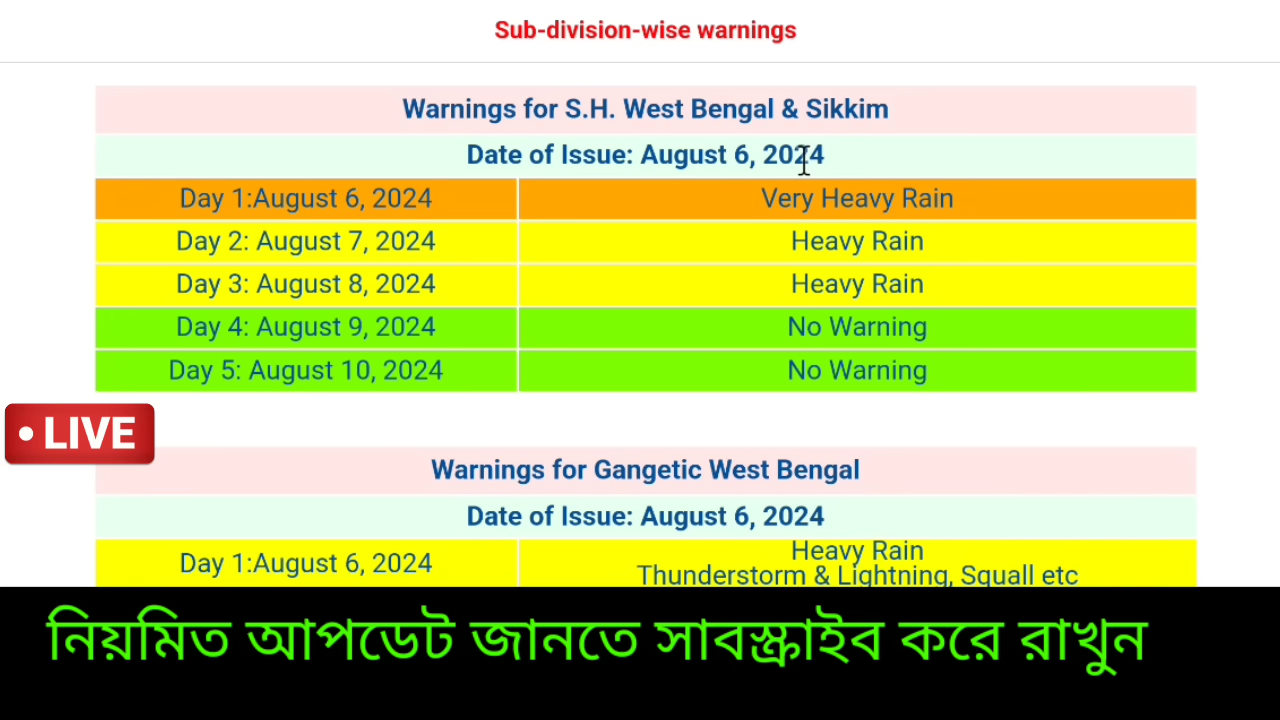 Sub-division-wise warnings
Warnings for S.H. West Bengal & Sikkim
Date of Issue: August 6, 2024
Day 1:August 6, 2024 Very Heavy Rain
Day 2: August 7, 2024 Heavy Rain
Day 3: August 8, 2024 Heavy Rain
Day 4: August 9, 2024 No Warning
Day 5: August 10, 2024 No Warning
• LIVE
Warnings for Gangetic West Bengal
Date of Issue: August 6, 2024
Day 1:August 6, 2024 Heavy Rain
Thunderstorm & Lightning, Squall etc
নিয়মিত আপডেট জানতে সাবস্ক্রাইব করে রাখুন